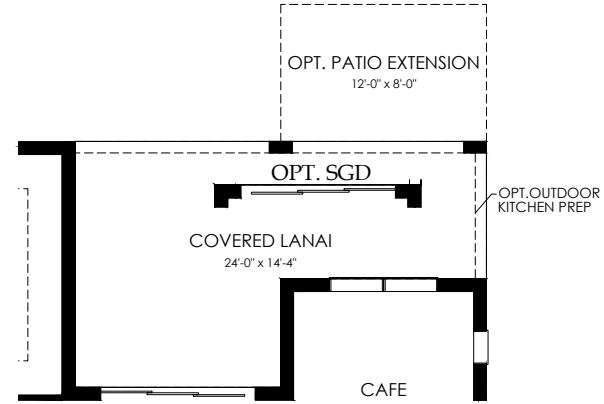 OPT. PATIO EXTENSION
12'-0" x 8'-0"
OPT. SGD
OPT.OUTDOOR
KITCHEN PREP
COVERED LANAI
24'-0" x 14'-4"
CAFE